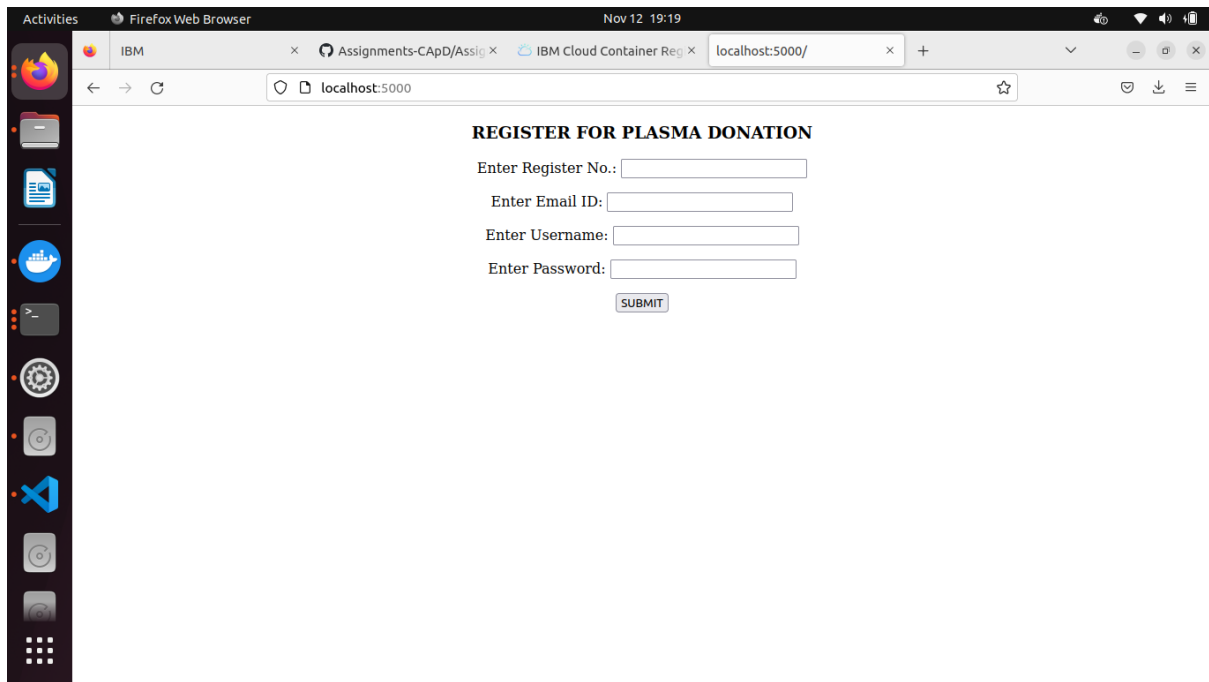 Activities Firefox Web Browser Nov 12 19:19
IBM Assignments-CApD/Assig IBM Cloud Container Reg localhost:5000/
localhost:5000
REGISTER FOR PLASMA DONATION
Enter Register No.:
Enter Email ID:
Enter Username:
Enter Password:
SUBMIT